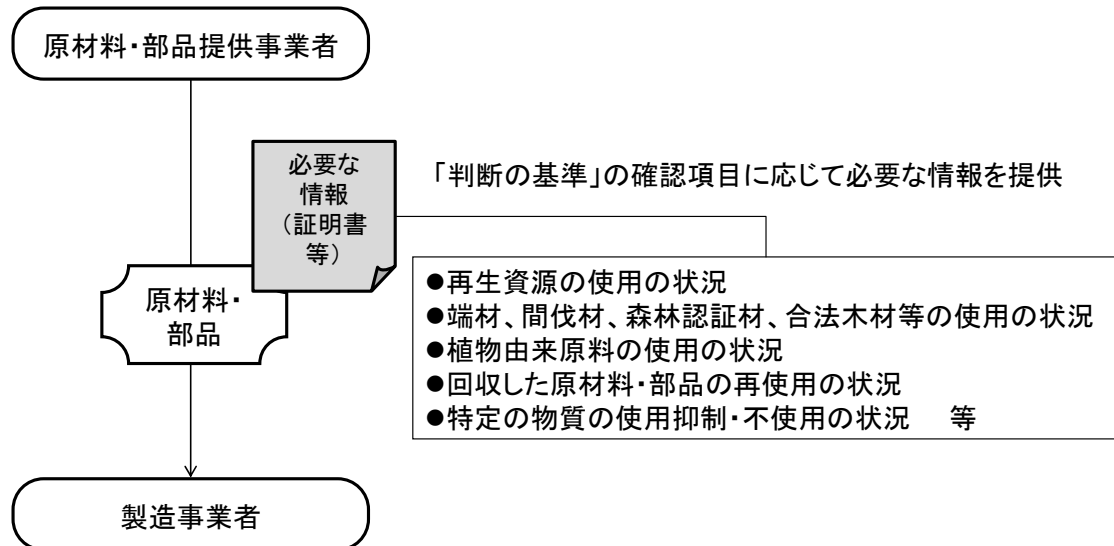 原材料・部品提供事業者
必要な
情報
（証明書
等）
「判断の基準」の確認項目に応じて必要な情報を提供
原材料・
部品
●再生資源の使用の状況
●端材、間伐材、森林認証材、合法木材等の使用の状況
●植物由来原料の使用の状況
●回収した原材料・部品の再使用の状況
●特定の物質の使用抑制・不使用の状況　等
製造事業者